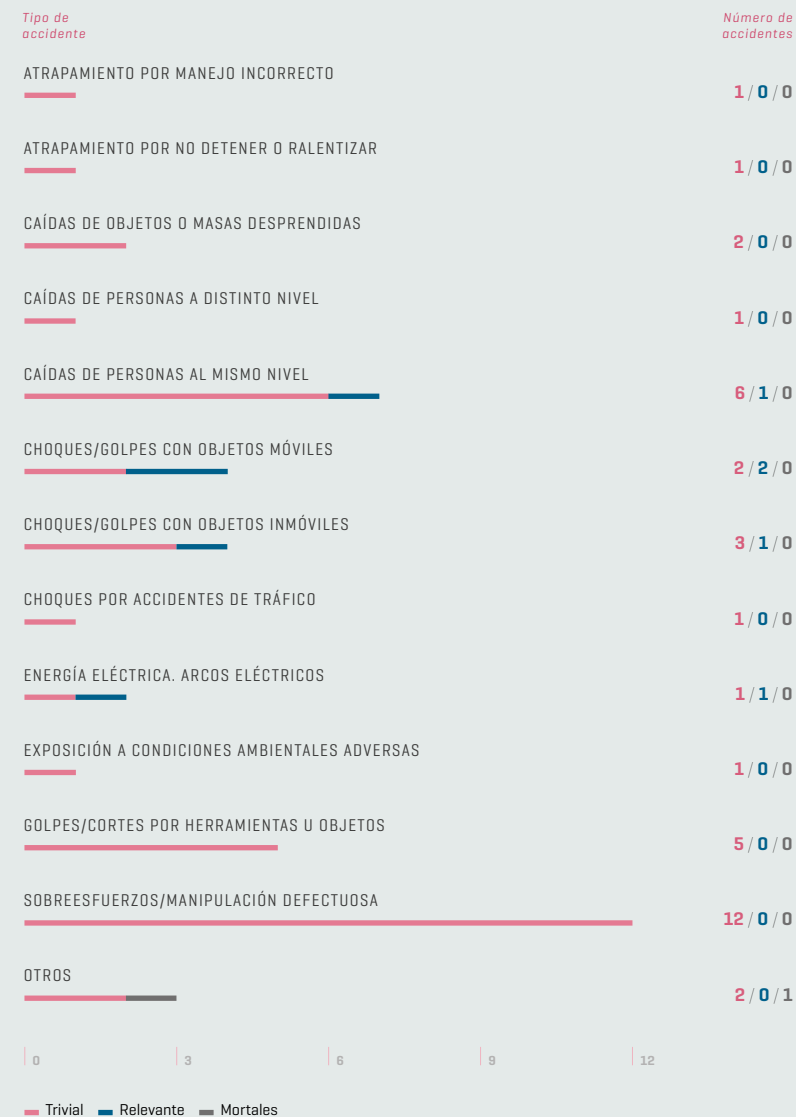 Tipo de
accidente
Número de
accidentes
ATRAPAMIENTO POR MANEJO INCORRECTO
1 / 0 / 0
ATRAPAMIENTO POR NO DETENER O RALENTIZAR
1 / 0 / 0
CAÍDAS DE OBJETOS O MASAS DESPRENDIDAS
2 / 0 / 0
CAÍDAS DE PERSONAS A DISTINTO NIVEL
1 / 0 / 0
CAÍDAS DE PERSONAS AL MISMO NIVEL
6 / 1 / 0
CHOQUES/GOLPES CON OBJETOS MÓVILES
2 / 2 / 0
CHOQUES/GOLPES CON OBJETOS INMÓVILES
3 / 1 / 0
CHOQUES POR ACCIDENTES DE TRÁFICO
1 / 0 / 0
ENERGÍA ELÉCTRICA. ARCOS ELÉCTRICOS
1 / 1 / 0
EXPOSICIÓN A CONDICIONES AMBIENTALES ADVERSAS
1 / 0 / 0
GOLPES/CORTES POR HERRAMIENTAS U OBJETOS
5 / 0 / 0
SOBREESFUERZOS/MANIPULACIÓN DEFECTUOSA
12 / 0 / 0
OTROS
2 / 0 / 1
0 3 6 9 12
Trivial Relevante Mortales